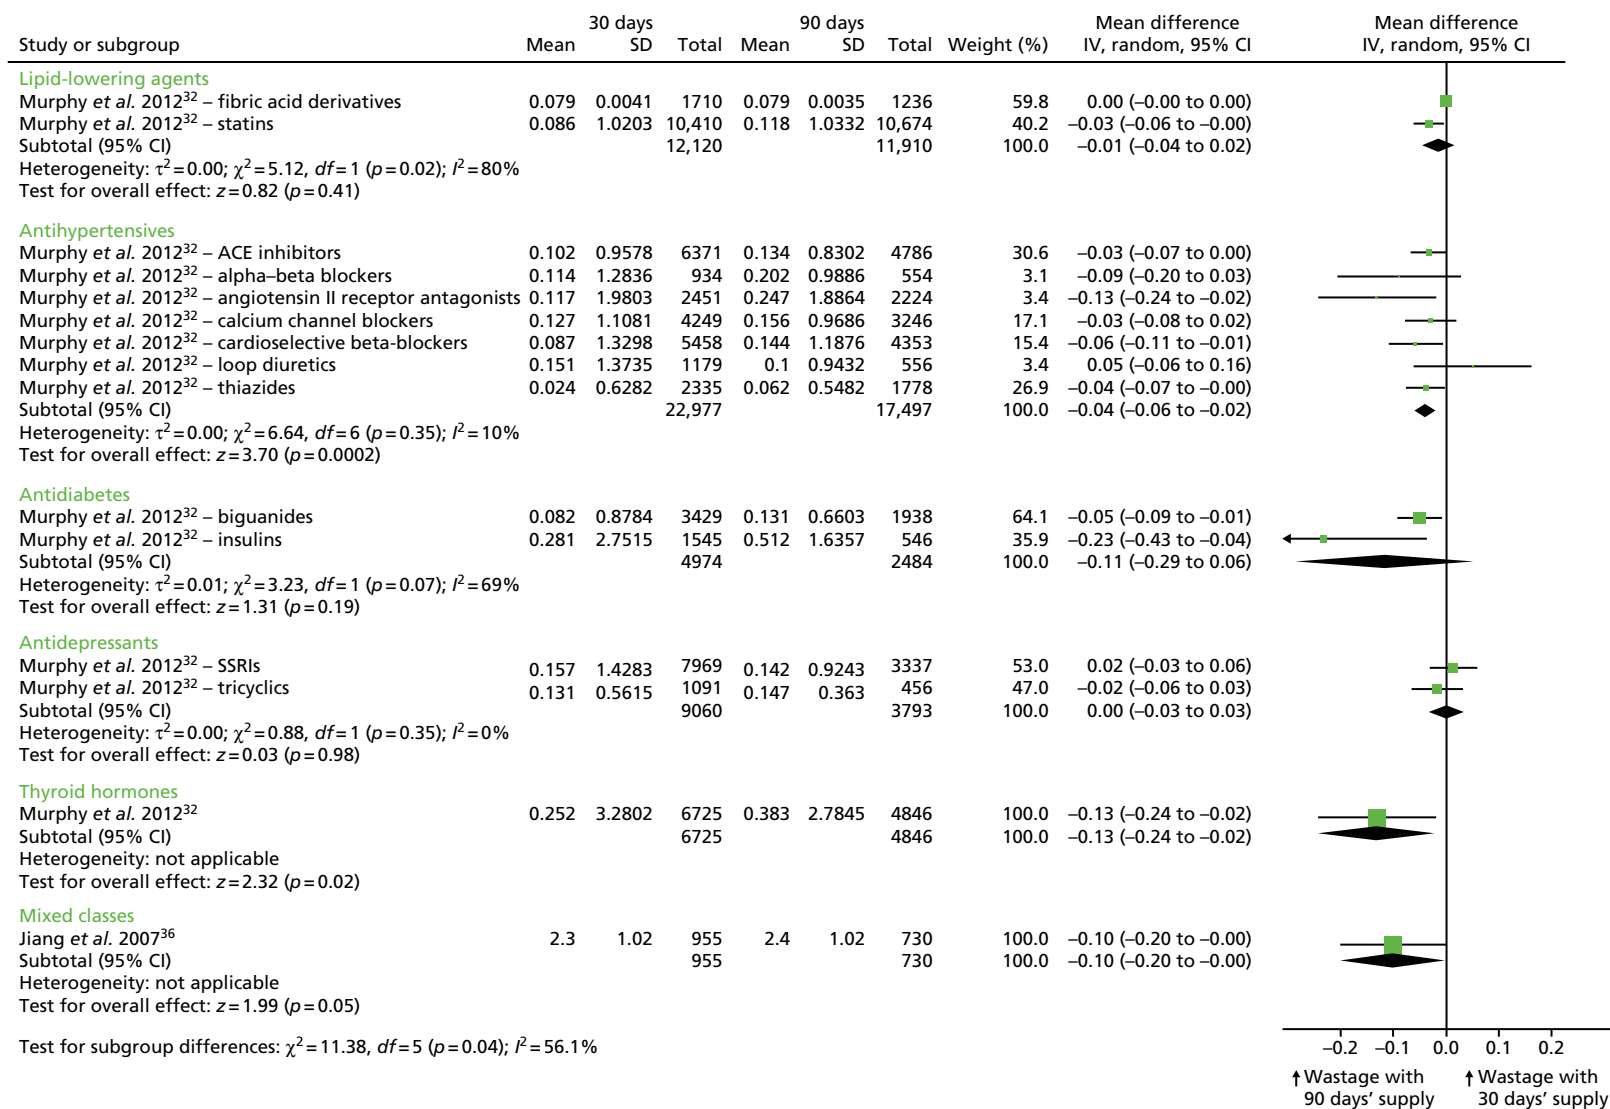 30 days 90 days Mean difference Mean difference
Study or subgroup Mean SD Total Mean SD Total Weight (%) IV, random, 95% CI IV, random, 95% CI
Lipid-lowering agents
Murphy et al. 2012³² – fibric acid derivatives 0.079 0.0041 1710 0.079 0.0035 1236 59.8 0.00 (–0.00 to 0.00)
Murphy et al. 2012³² – statins 0.086 1.0203 10,410 0.118 1.0332 10,674 40.2 –0.03 (–0.06 to –0.00)
Subtotal (95% CI) 12,120 11,910 100.0 –0.01 (–0.04 to 0.02)
Heterogeneity: τ²=0.00; χ²=5.12, df=1 (p=0.02); I²=80%
Test for overall effect: z=0.82 (p=0.41)
Antihypertensives
Murphy et al. 2012³² – ACE inhibitors 0.102 0.9578 6371 0.134 0.8302 4786 30.6 –0.03 (–0.07 to 0.00)
Murphy et al. 2012³² – alpha–beta blockers 0.114 1.2836 934 0.202 0.9886 554 3.1 –0.09 (–0.20 to 0.03)
Murphy et al. 2012³² – angiotensin II receptor antagonists 0.117 1.9803 2451 0.247 1.8864 2224 3.4 –0.13 (–0.24 to –0.02)
Murphy et al. 2012³² – calcium channel blockers 0.127 1.1081 4249 0.156 0.9686 3246 17.1 –0.03 (–0.08 to 0.02)
Murphy et al. 2012³² – cardioselective beta-blockers 0.087 1.3298 5458 0.144 1.1876 4353 15.4 –0.06 (–0.11 to –0.01)
Murphy et al. 2012³² – loop diuretics 0.151 1.3735 1179 0.1 0.9432 556 3.4 0.05 (–0.06 to 0.16)
Murphy et al. 2012³² – thiazides 0.024 0.6282 2335 0.062 0.5482 1778 26.9 –0.04 (–0.07 to –0.00)
Subtotal (95% CI) 22,977 17,497 100.0 –0.04 (–0.06 to –0.02)
Heterogeneity: τ²=0.00; χ²=6.64, df=6 (p=0.35); I²=10%
Test for overall effect: z=3.70 (p=0.0002)
Antidiabetes
Murphy et al. 2012³² – biguanides 0.082 0.8784 3429 0.131 0.6603 1938 64.1 –0.05 (–0.09 to –0.01)
Murphy et al. 2012³² – insulins 0.281 2.7515 1545 0.512 1.6357 546 35.9 –0.23 (–0.43 to –0.04)
Subtotal (95% CI) 4974 2484 100.0 –0.11 (–0.29 to 0.06)
Heterogeneity: τ²=0.01; χ²=3.23, df=1 (p=0.07); I²=69%
Test for overall effect: z=1.31 (p=0.19)
Antidepressants
Murphy et al. 2012³² – SSRIs 0.157 1.4283 7969 0.142 0.9243 3337 53.0 0.02 (–0.03 to 0.06)
Murphy et al. 2012³² – tricyclics 0.131 0.5615 1091 0.147 0.363 456 47.0 –0.02 (–0.06 to 0.03)
Subtotal (95% CI) 9060 3793 100.0 0.00 (–0.03 to 0.03)
Heterogeneity: τ²=0.00; χ²=0.88, df=1 (p=0.35); I²=0%
Test for overall effect: z=0.03 (p=0.98)
Thyroid hormones
Murphy et al. 2012³² 0.252 3.2802 6725 0.383 2.7845 4846 100.0 –0.13 (–0.24 to –0.02)
Subtotal (95% CI) 6725 4846 100.0 –0.13 (–0.24 to –0.02)
Heterogeneity: not applicable
Test for overall effect: z=2.32 (p=0.02)
Mixed classes
Jiang et al. 2007³⁶ 2.3 1.02 955 2.4 1.02 730 100.0 –0.10 (–0.20 to –0.00)
Subtotal (95% CI) 955 730 100.0 –0.10 (–0.20 to –0.00)
Heterogeneity: not applicable
Test for overall effect: z=1.99 (p=0.05)
Test for subgroup differences: χ²=11.38, df=5 (p=0.04); I²=56.1%
–0.2 –0.1 0.0 0.1 0.2
↑Wastage with ↑Wastage with
90 days' supply 30 days' supply